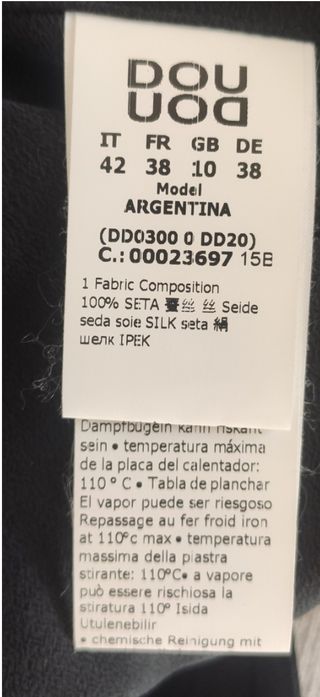 DOU
UOD
IT FR GB DE
42 38 10 38
Model
ARGENTINA
(DD0300 0 DD20)
C.: 00023697 15E
1 Fabric Composition
100% SETA 蚕丝 丝 Seide
seda soie SILK seta 絹
шелк IPEK
Dampfbugein kann riskant
sein • temperatura máxima
de la placa del calentador:
110 ° C • Tabla de planchar
El vapor puede ser riesgoso
Repassage au fer froid iron
at 110°c max • temperatura
massima della piastra
stirante: 110°C• a vapore
può essere rischiosa la
stiratura 110° Isida
Utulenebilir
• chemische Reinigung mit